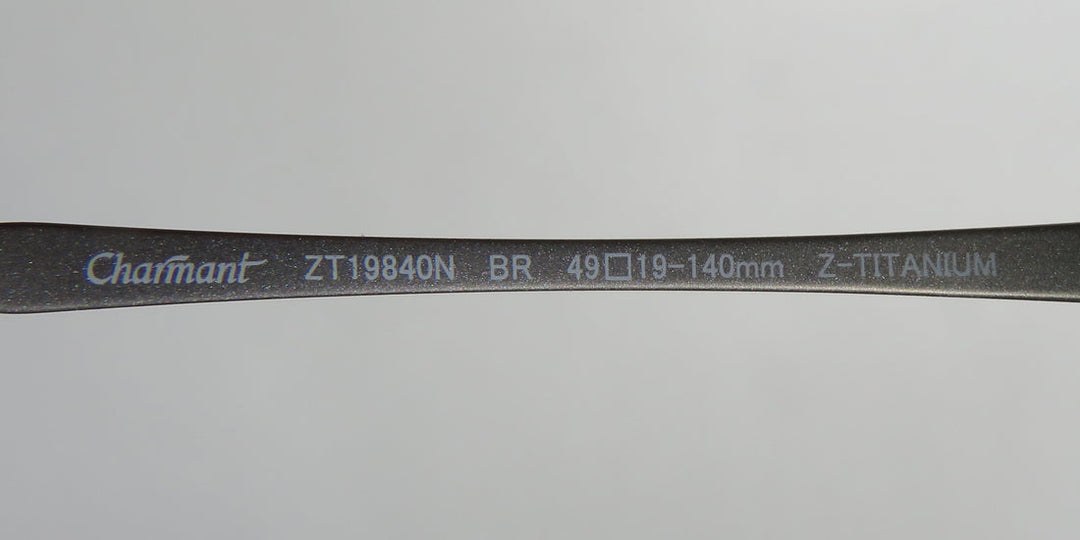 Charmant ZT19840N BR 49□19-140mm Z-TITANIUM